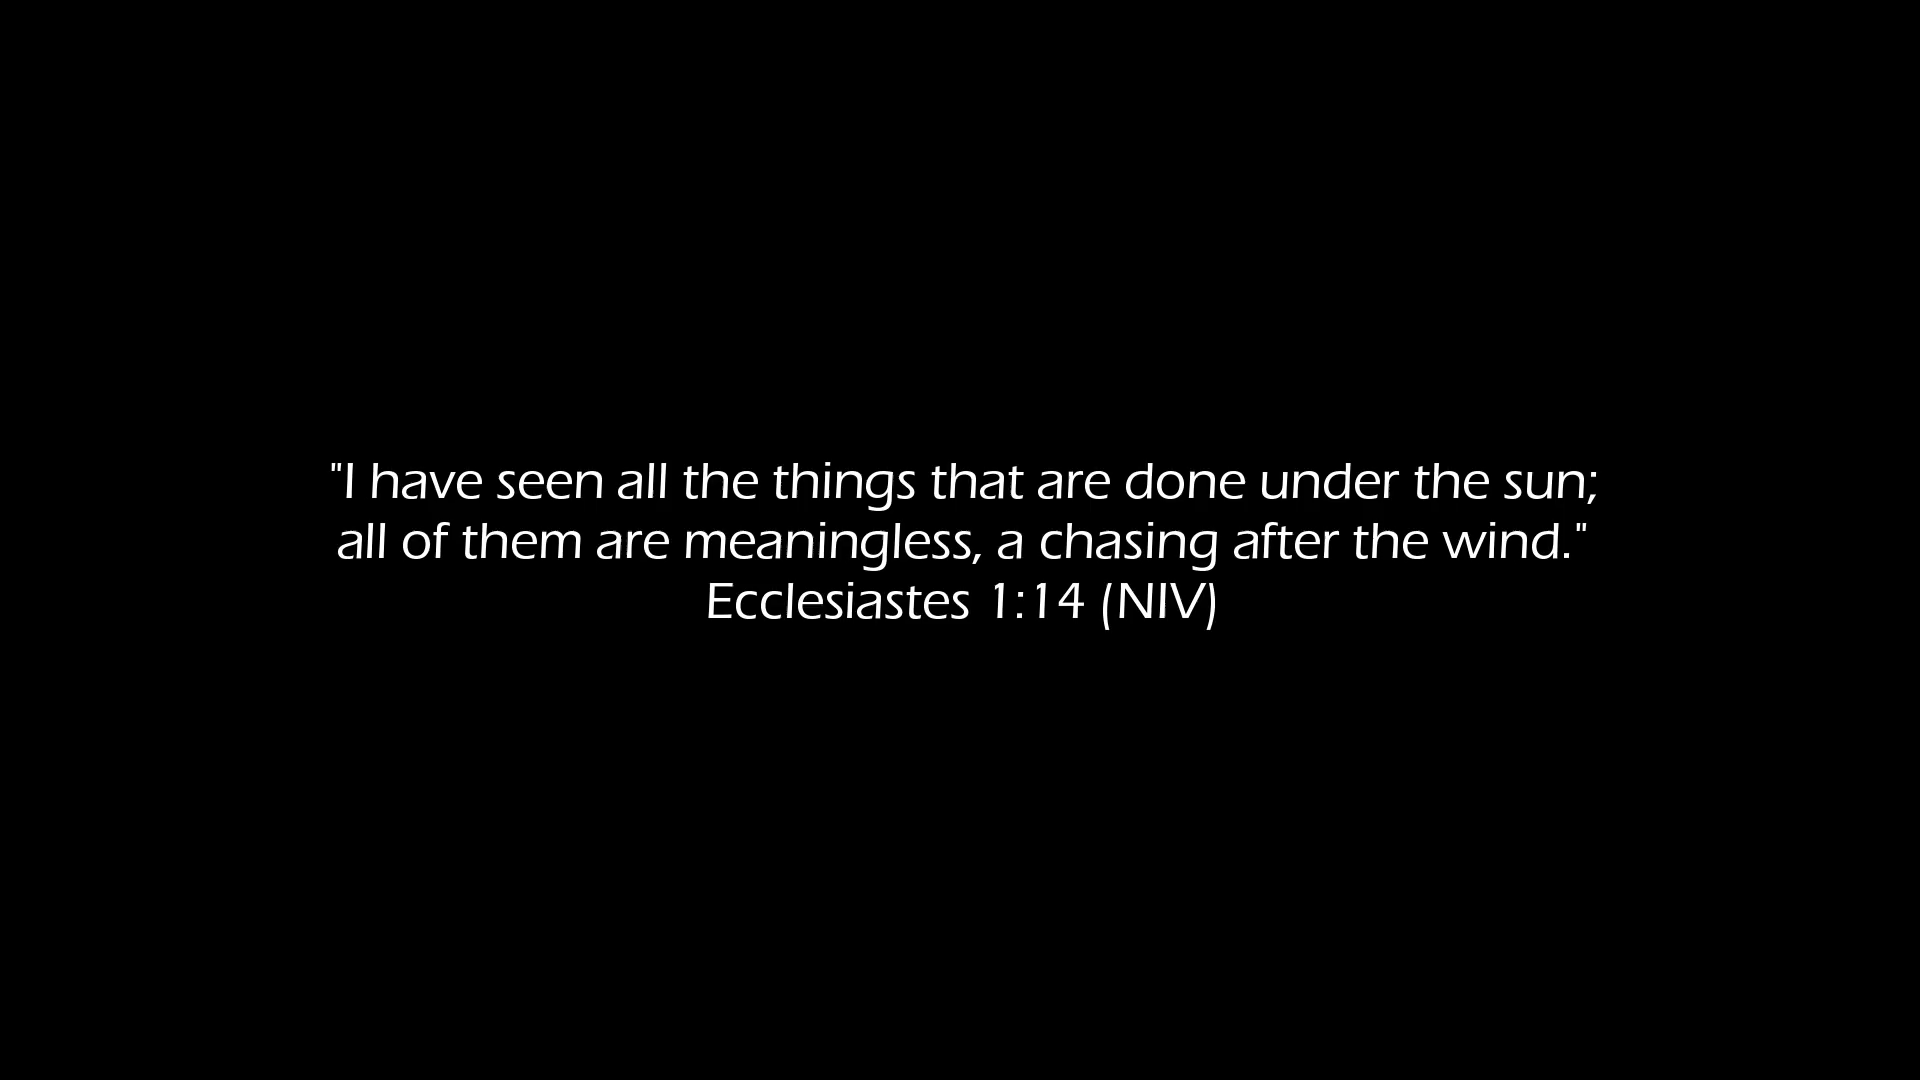 "I have seen all the things that are done under the sun;
all of them are meaningless, a chasing after the wind."
Ecclesiastes 1:14 (NIV)